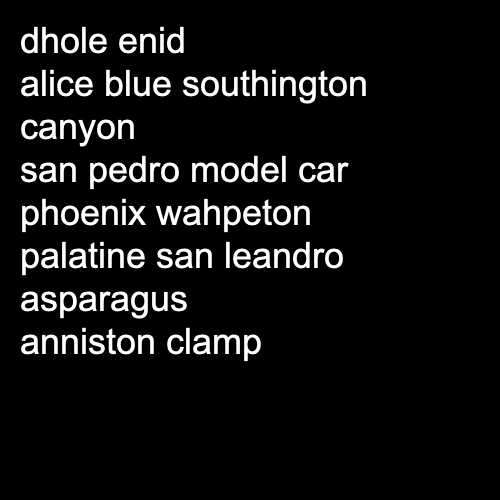 dhole enid
alice blue southington
canyon
san pedro model car
phoenix wahpeton
palatine san leandro
asparagus
anniston clamp